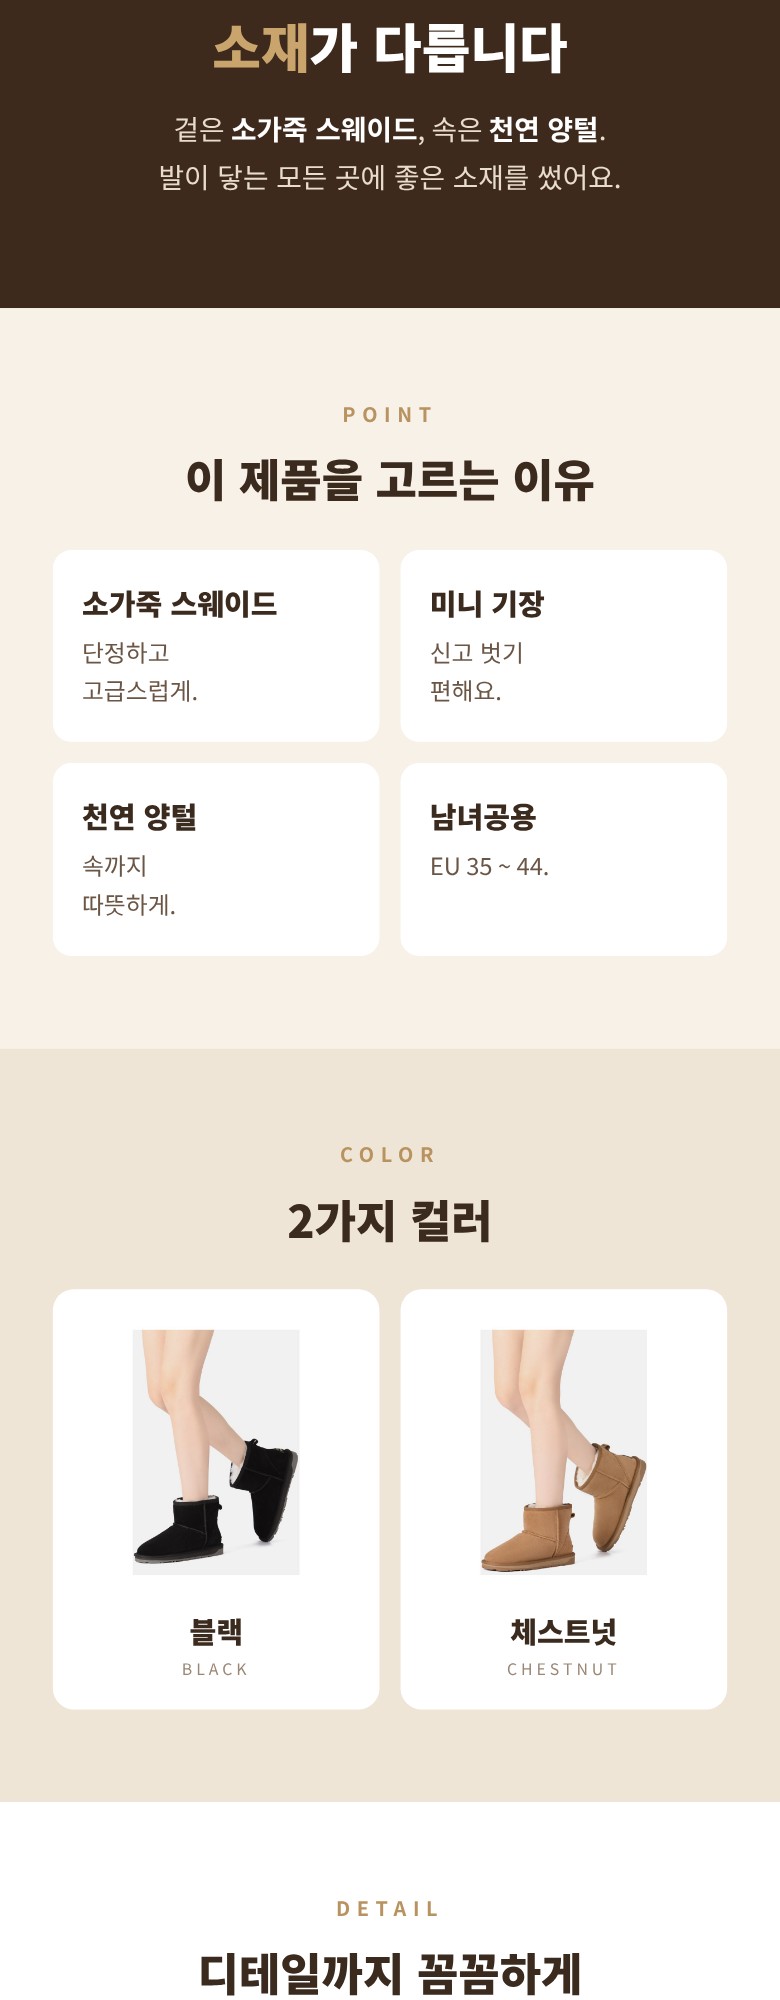 소재가 다릅니다
겉은 소가죽 스웨이드, 속은 천연 양털.
발이 닿는 모든 곳에 좋은 소재를 썼어요.
POINT
이 제품을 고르는 이유
소가죽 스웨이드
단정하고
고급스럽게.
미니 기장
신고 벗기
편해요.
천연 양털
속까지
따뜻하게.
남녀공용
EU 35 ~ 44.
COLOR
2가지 컬러
블랙
BLACK
체스트넛
CHESTNUT
DETAIL
디테일까지 꼼꼼하게